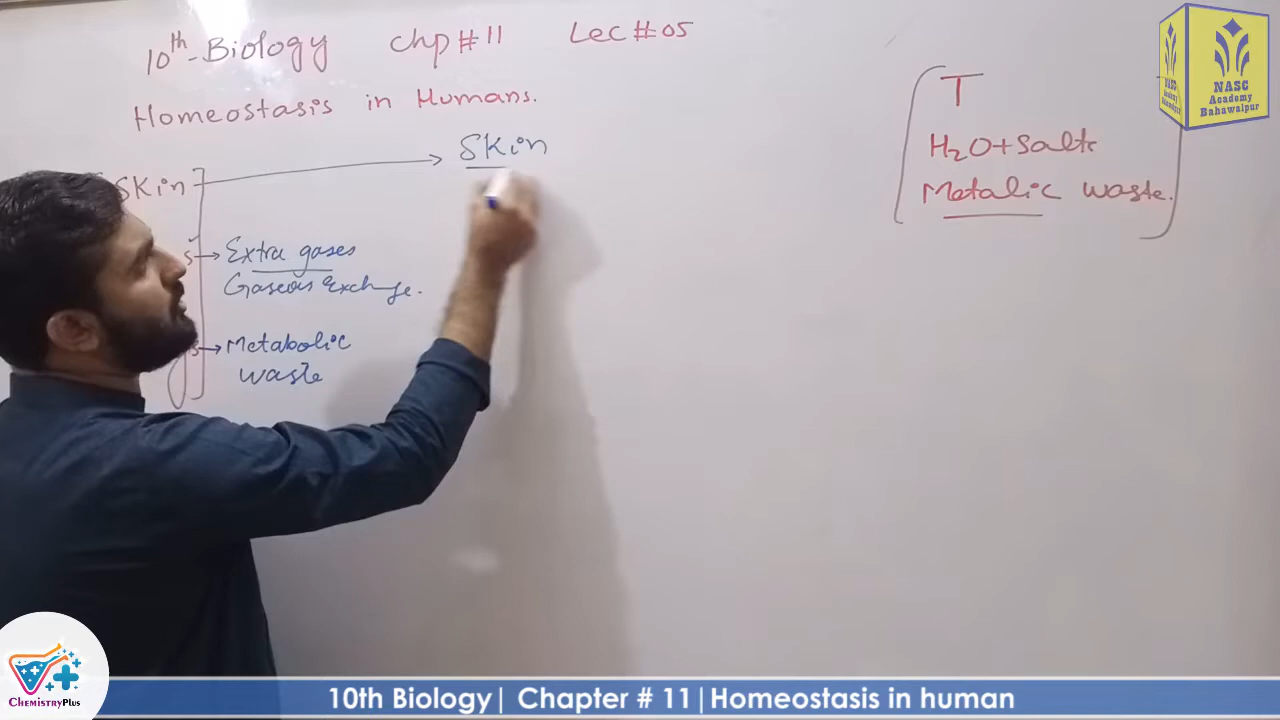 10th-Biology Chp#11 Lec#05
Homeostasis in Humans.
T
H2O+Salts
Metalic waste.
Skin
Skin
Extra gases
Gaseous Exchange.
Metabolic
waste
NASC
Academy
Bahawalpur
ChemistryPlus
10th Biology| Chapter # 11|Homeostasis in human